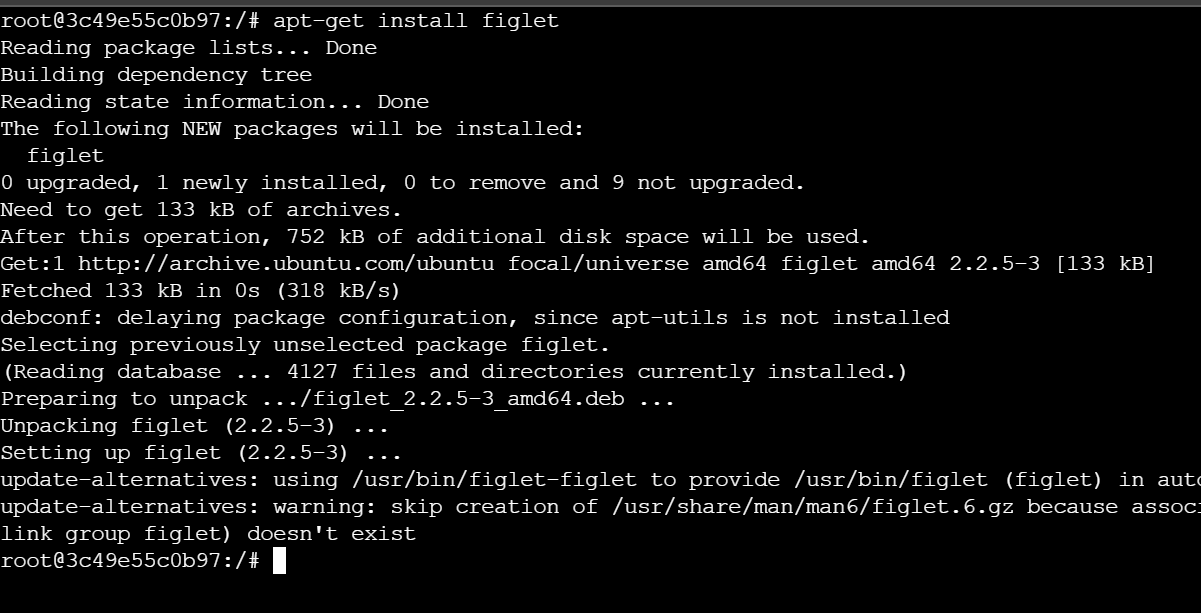 root@3c49e55c0b97:/# apt-get install figlet
Reading package lists... Done
Building dependency tree
Reading state information... Done
The following NEW packages will be installed:
  figlet
0 upgraded, 1 newly installed, 0 to remove and 9 not upgraded.
Need to get 133 kB of archives.
After this operation, 752 kB of additional disk space will be used.
Get:1 http://archive.ubuntu.com/ubuntu focal/universe amd64 figlet amd64 2.2.5-3 [133 kB]
Fetched 133 kB in 0s (318 kB/s)
debconf: delaying package configuration, since apt-utils is not installed
Selecting previously unselected package figlet.
(Reading database ... 4127 files and directories currently installed.)
Preparing to unpack .../figlet_2.2.5-3_amd64.deb ...
Unpacking figlet (2.2.5-3) ...
Setting up figlet (2.2.5-3) ...
update-alternatives: using /usr/bin/figlet-figlet to provide /usr/bin/figlet (figlet) in
update-alternatives: warning: skip creation of /usr/share/man/man6/figlet.6.gz because
link group figlet) doesn't exist
root@3c49e55c0b97:/#